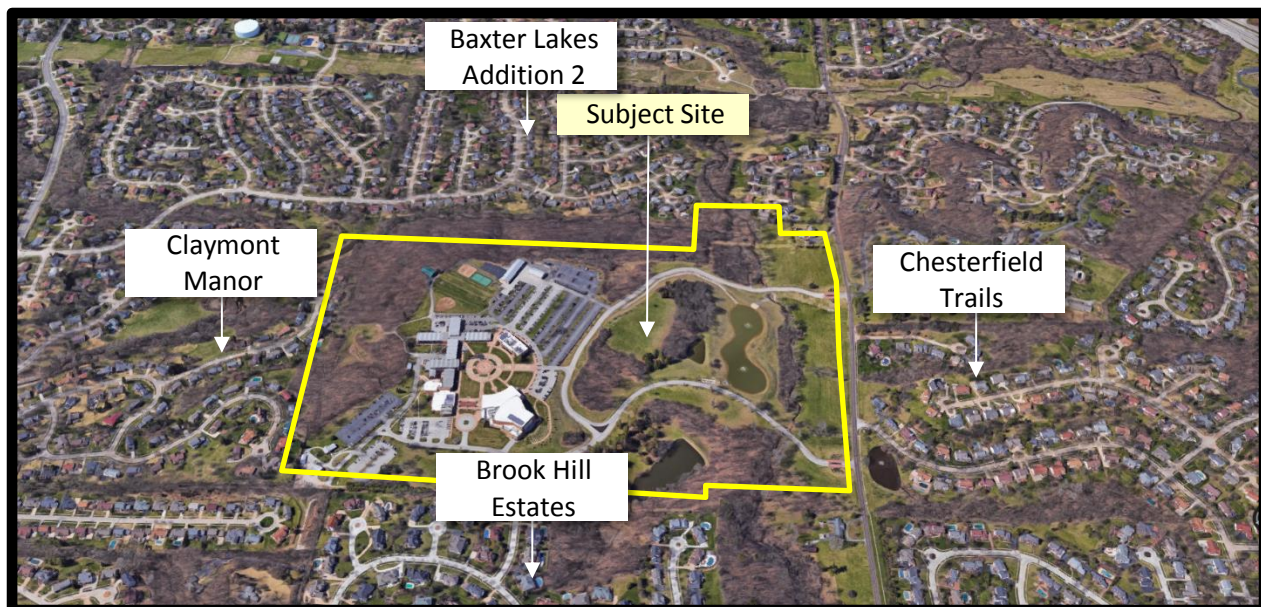 Baxter Lakes
Addition 2
Subject Site
Claymont
Manor
Chesterfield
Trails
Brook Hill
Estates